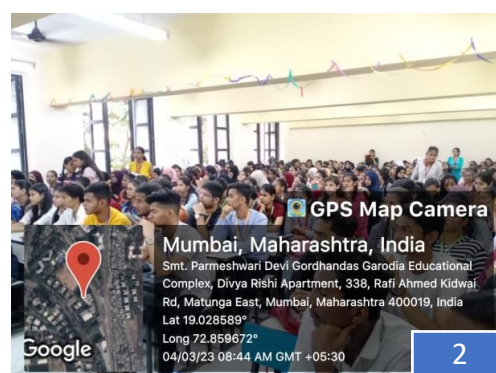 GPS Map Camera
Mumbai, Maharashtra, India
Smt. Parmeshwari Devi Gordhandas Garodia Educational
Complex, Divya Rishi Apartment, 338, Rafi Ahmed Kidwai
Rd, Matunga East, Mumbai, Maharashtra 400019, India
Lat 19.028589°
Long 72.859672°
04/03/23 08:44 AM GMT +05:30
Google
2